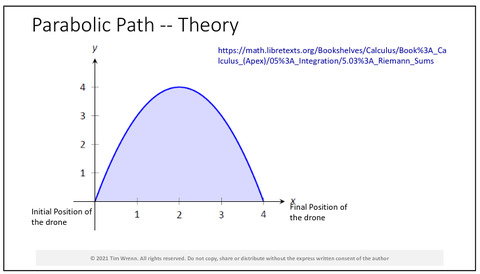 Parabolic Path -- Theory
https://math.libretexts.org/Bookshelves/Calculus/Book%3A_Ca
lculus_(Apex)/05%3A_Integration/5.03%3A_Riemann_Sums
y
4
3
2
1
1 2 3 4 x
Initial Position of
the drone
Final Position of
the drone
© 2021 Tim Wrenn. All rights reserved. Do not copy, share or distribute without the express written consent of the author